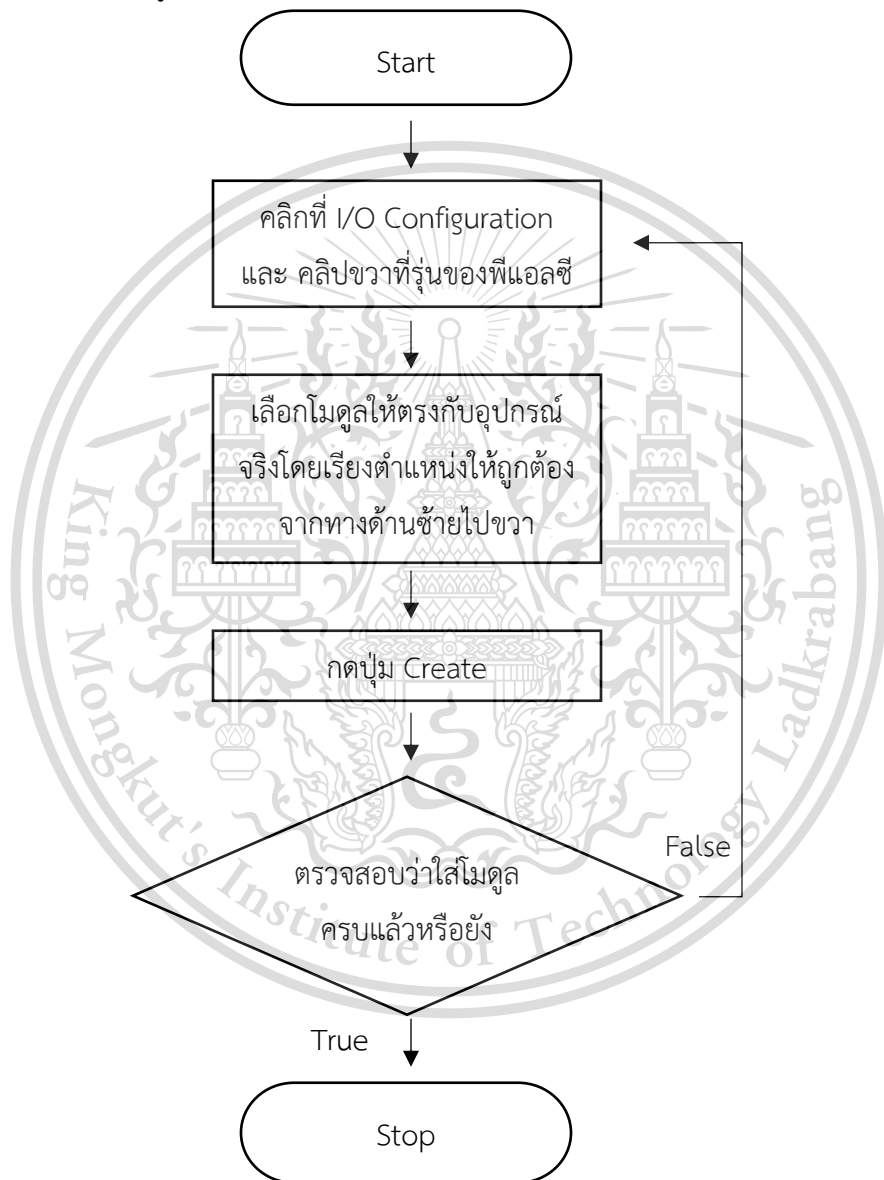 Start
คลิกที่ I/O Configuration
และ คลิปขวาที่รุ่นของพีแอลซี
เลือกโมดูลให้ตรงกับอุปกรณ์
จริงโดยเรียงตำแหน่งให้ถูกต้อง
จากทางด้านซ้ายไปขวา
กดปุ่ม Create
ตรวจสอบว่าใส่โมดูล
ครบแล้วหรือยัง
False
True
Stop
King Mongkut's Institute of Technology Ladkrabang